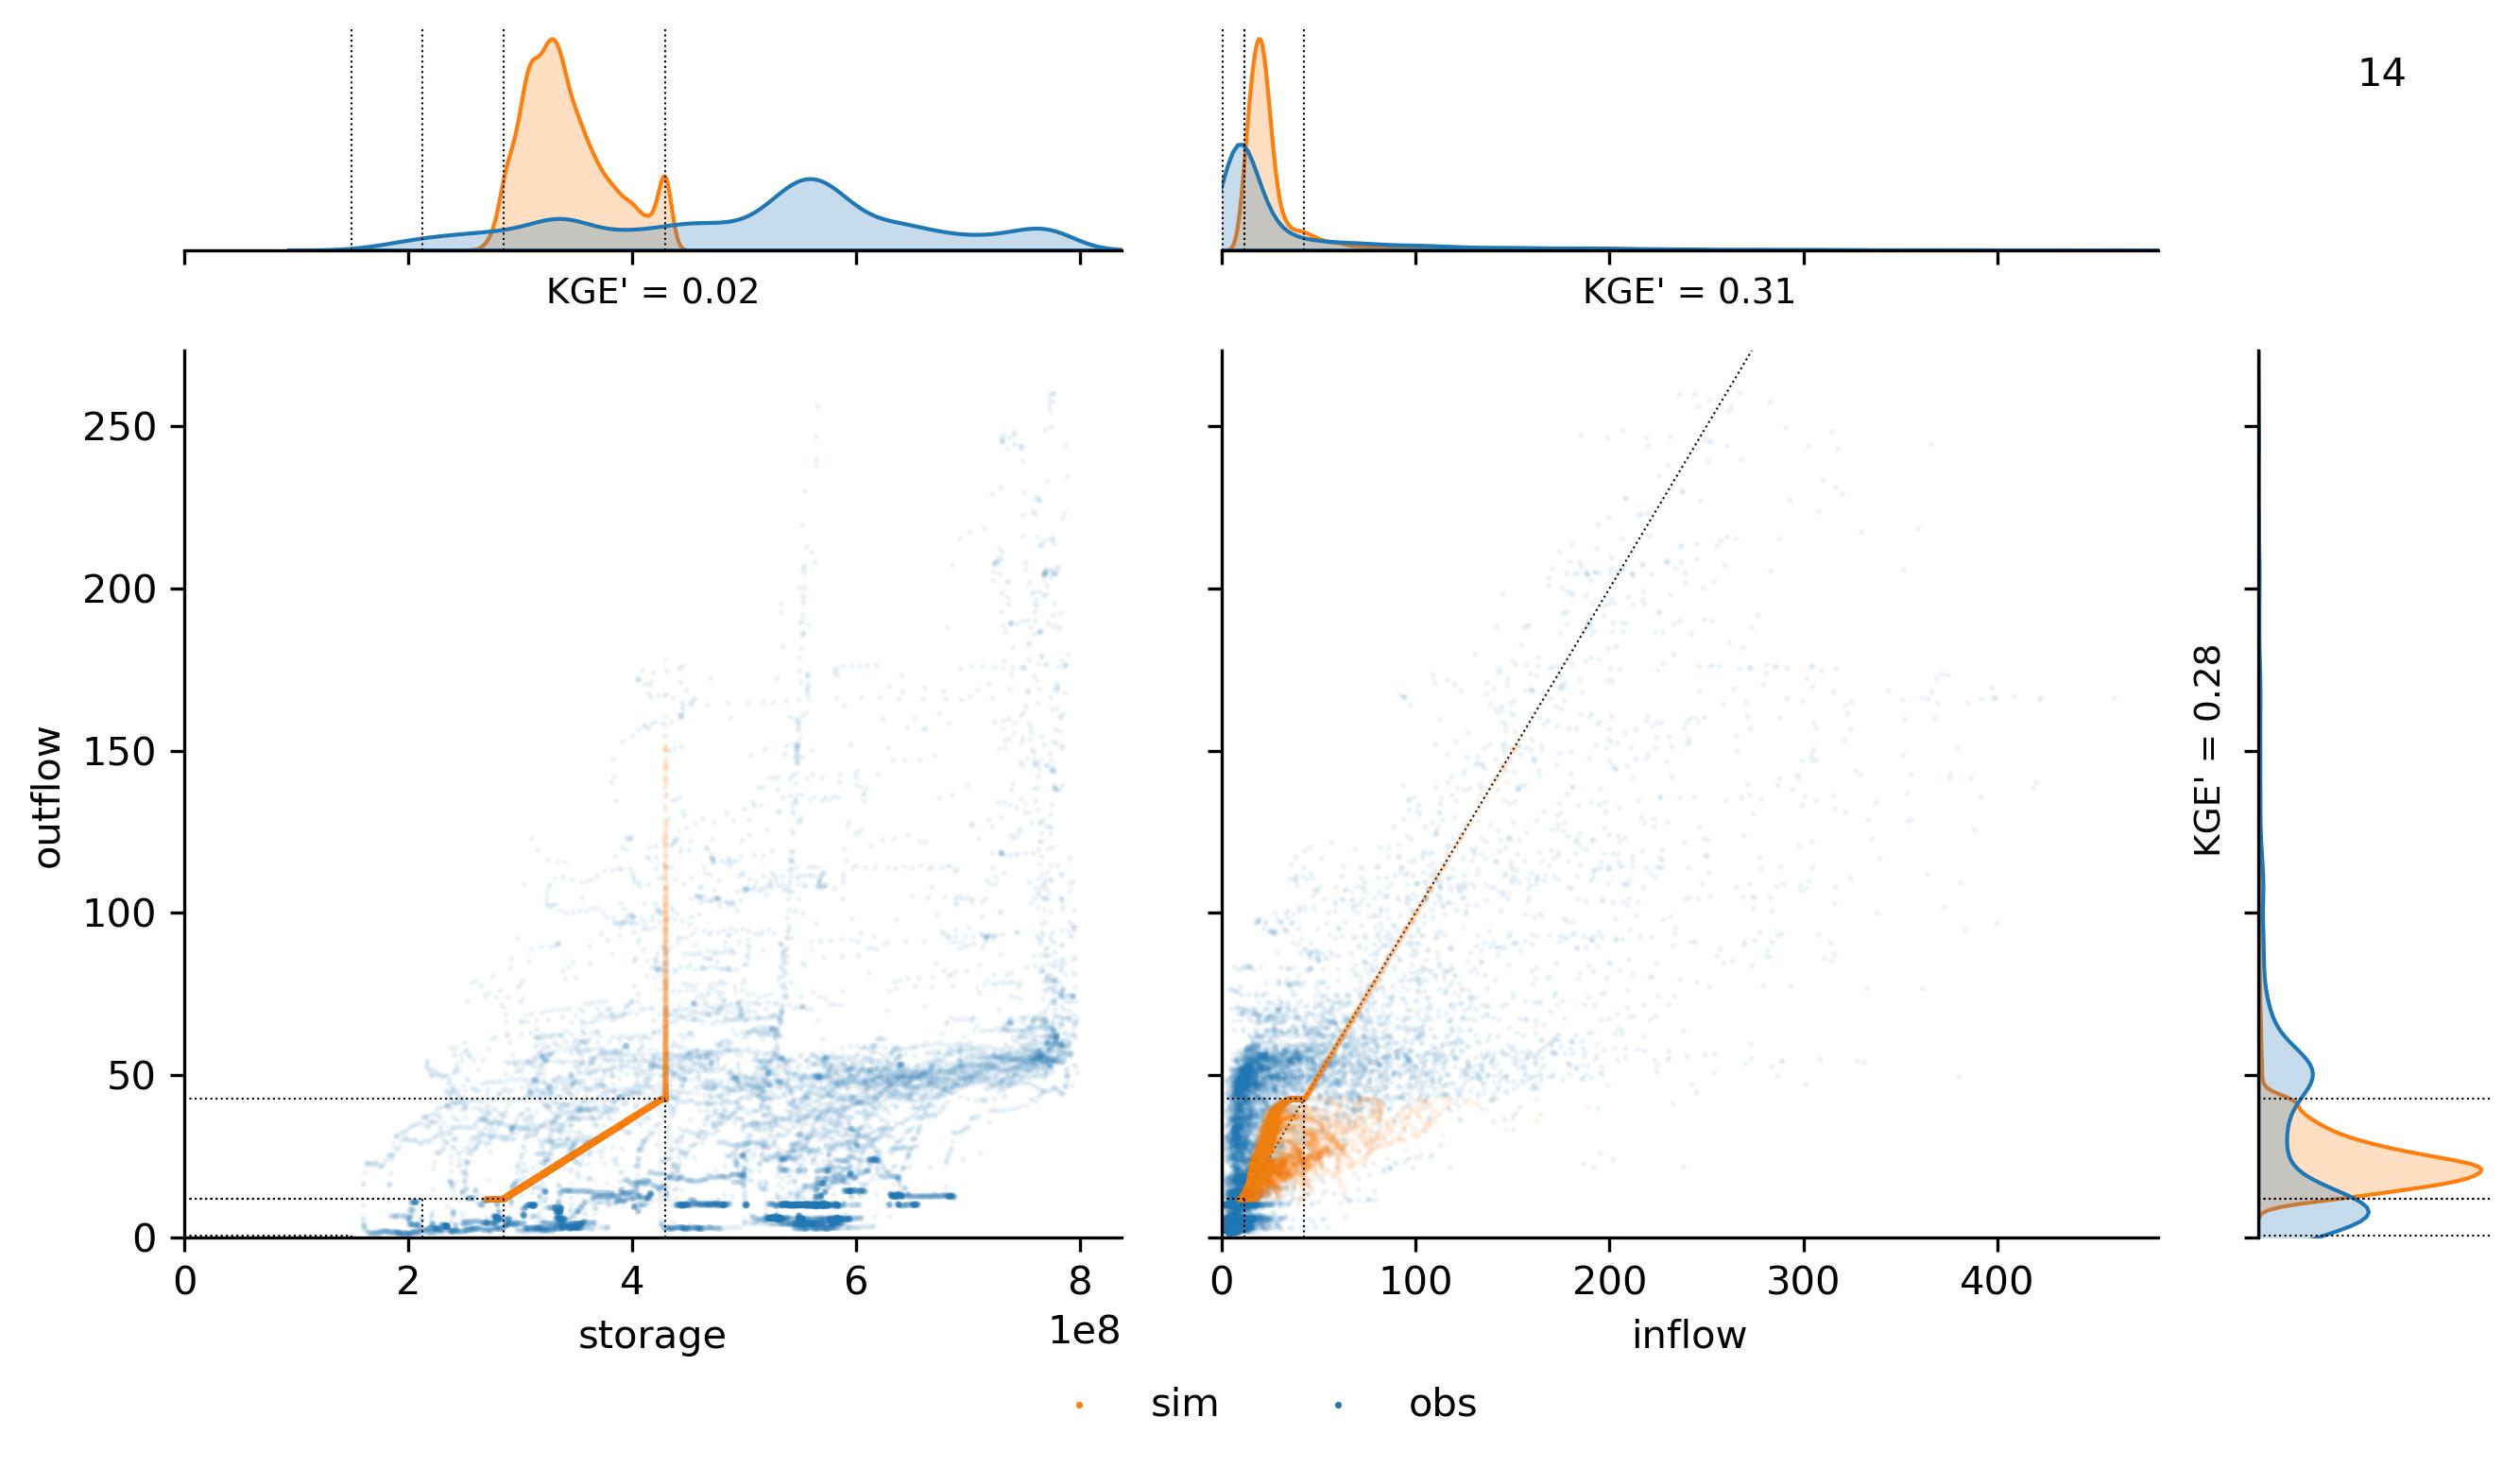 14
KGE' = 0.02
KGE' = 0.31
250
200
150
100
50
0
outflow
KGE' = 0.28
0 2 4 6 8
1e8
storage
0 100 200 300 400
inflow
sim obs